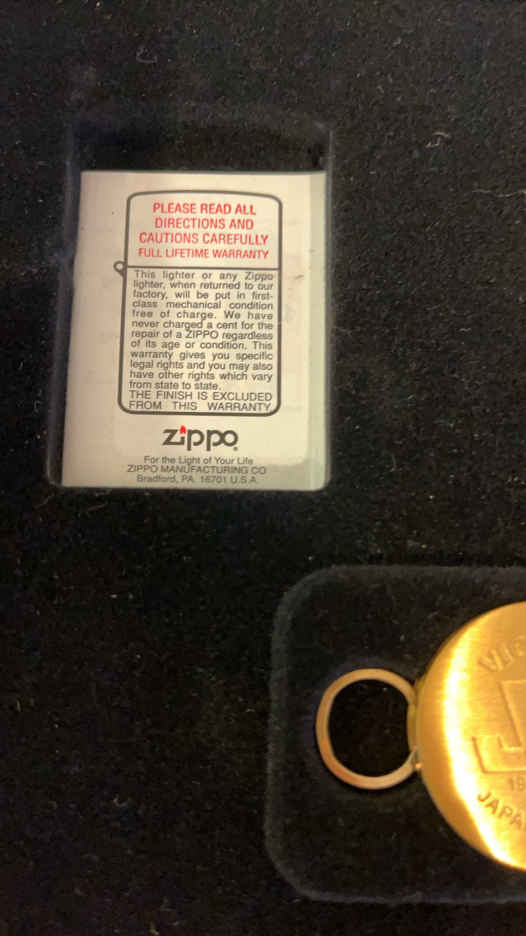 PLEASE READ ALL
DIRECTIONS AND
CAUTIONS CAREFULLY
FULL LIFETIME WARRANTY
This lighter or any Zippo
lighter, when returned to our
factory, will be put in first-
class mechanical condition
free of charge. We have
never charged a cent for the
repair of a ZIPPO regardless
of its age or condition. This
warranty gives you specific
legal rights and you may also
have other rights which vary
from state to state.
THE FINISH IS EXCLUDED
FROM THIS WARRANTY
zippo
For the Light of Your Life
ZIPPO MANUFACTURING CO
Bradford, PA. 16701 U.S.A.